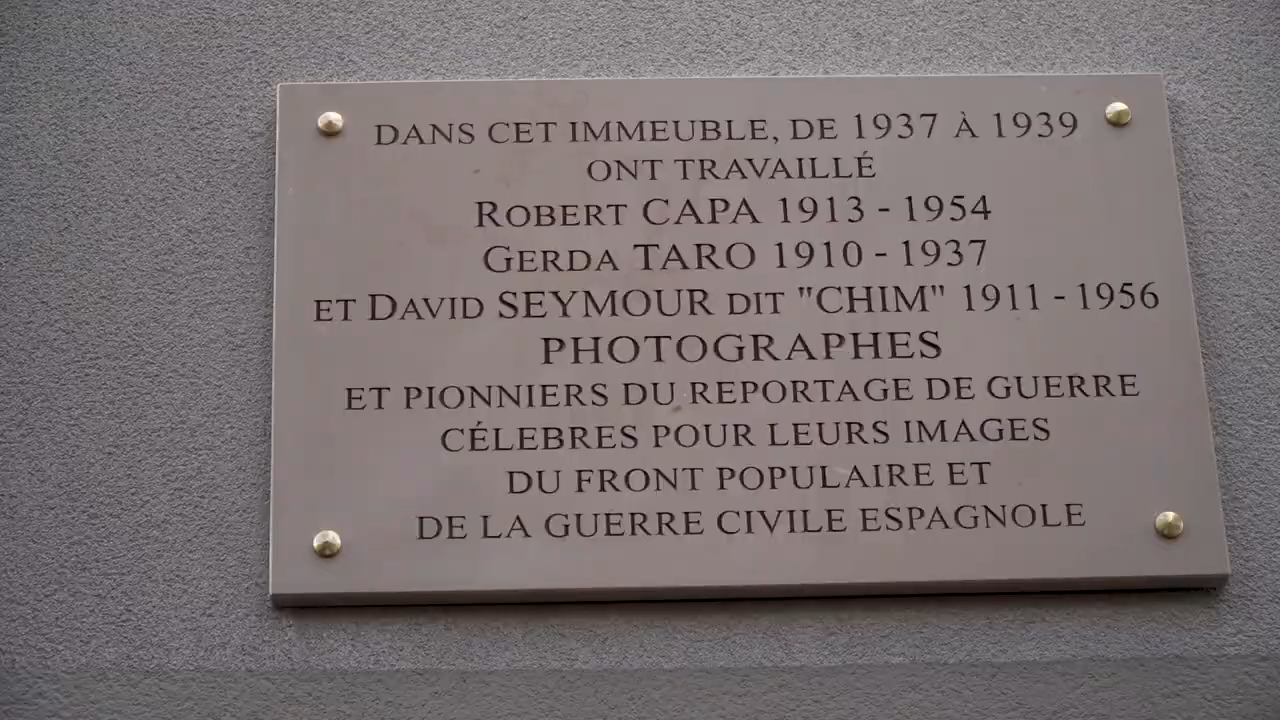 DANS CET IMMEUBLE, DE 1937 À 1939
ONT TRAVAILLÉ
ROBERT CAPA 1913 - 1954
GERDA TARO 1910 - 1937
ET DAVID SEYMOUR DIT "CHIM" 1911 - 1956
PHOTOGRAPHES
ET PIONNIERS DU REPORTAGE DE GUERRE
CÉLEBRES POUR LEURS IMAGES
DU FRONT POPULAIRE ET
DE LA GUERRE CIVILE ESPAGNOLE